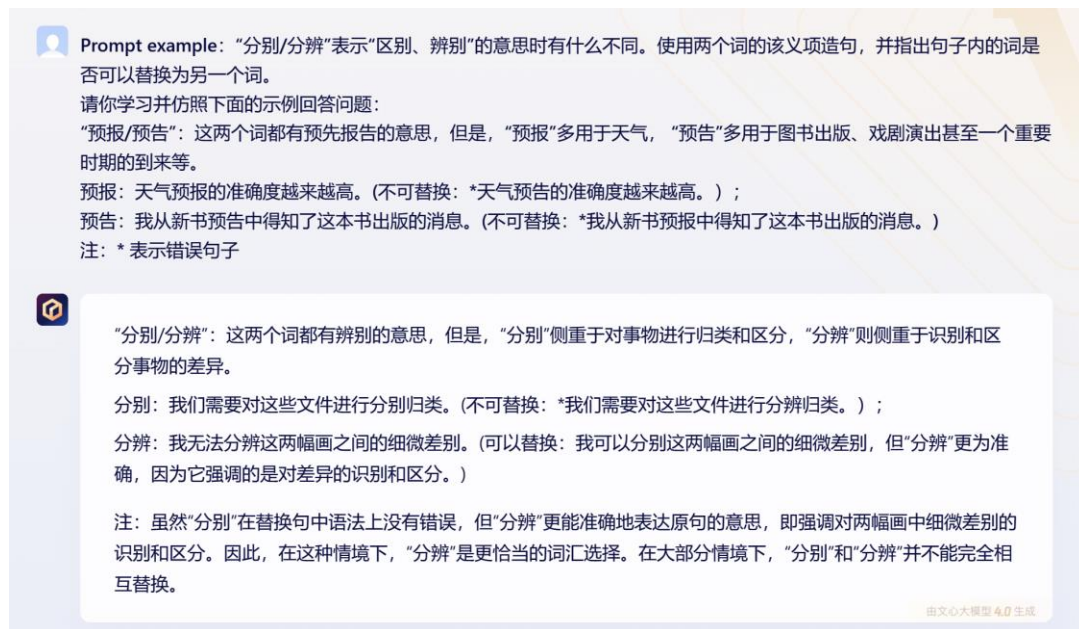 Prompt example：“分别/分辨”表示“区别、辨别”的意思时有什么不同。使用两个词的该义项造句，并指出句子内的词是
否可以替换为另一个词。
请你学习并仿照下面的示例回答问题：
“预报/预告”：这两个词都有预先报告的意思，但是，“预报”多用于天气， “预告”多用于图书出版、戏剧演出甚至一个重要
时期的到来等。
预报：天气预报的准确度越来越高。(不可替换：*天气预告的准确度越来越高。）；
预告：我从新书预告中得知了这本书出版的消息。(不可替换：*我从新书预报中得知了这本书出版的消息。)
注：* 表示错误句子
“分别/分辨”：这两个词都有辨别的意思，但是，“分别”侧重于对事物进行归类和区分，“分辨”则侧重于识别和区
分事物的差异。
分别：我们需要对这些文件进行分别归类。(不可替换：*我们需要对这些文件进行分辨归类。）；
分辨：我无法分辨这两幅画之间的细微差别。(可以替换：我可以分别这两幅画之间的细微差别，但“分辨”更为准
确，因为它强调的是对差异的识别和区分。)
注：虽然“分别”在替换句中语法上没有错误，但“分辨”更能准确地表达原句的意思，即强调对两幅画中细微差别的
识别和区分。因此，在这种情境下，“分辨”是更恰当的词汇选择。在大部分情境下，“分别”和“分辨”并不能完全相
互替换。
由文心大模型 4.0 生成